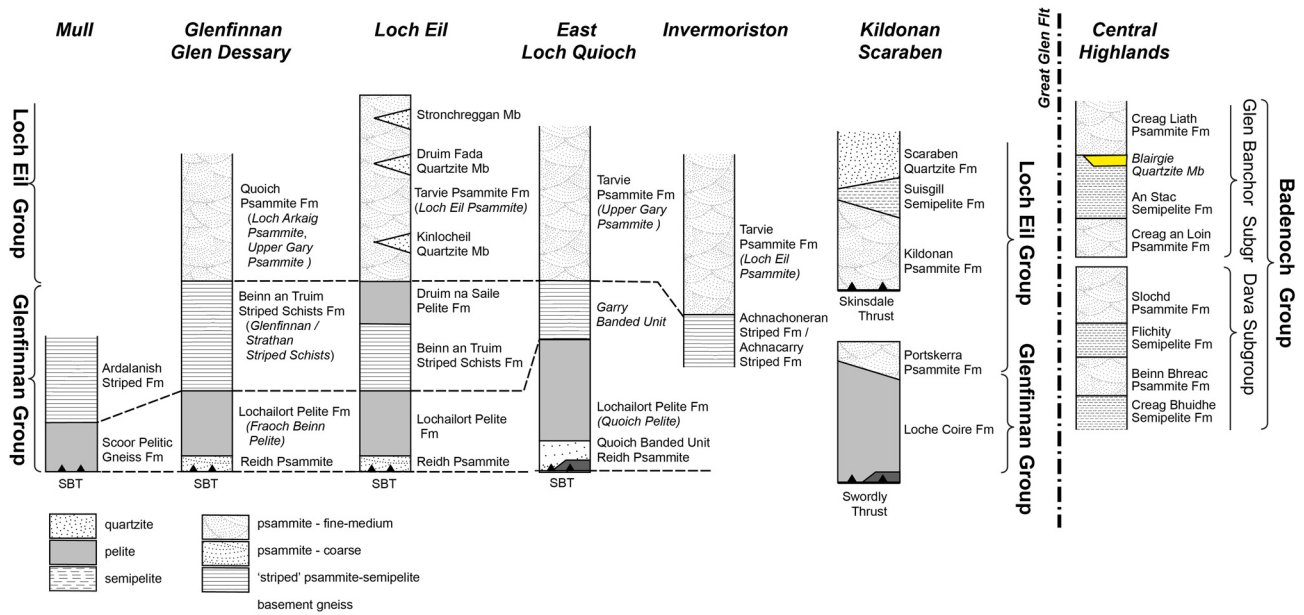 Mull
Glenfinnan
Glen Dessary
Loch Eil
East
Loch Quioch
Invermoriston
Kildonan
Scaraben
Great Glen Flt
Central
Highlands
Loch Eil Group
Glenfinnan Group
Ardalanish
Striped Fm
Scoor Pelitic
Gneiss Fm
SBT
Quoich
Psammite Fm
(Loch Arkaig
Psammite,
Upper Gary
Psammite )
Beinn an Truim
Striped Schists Fm
(Glenfinnan /
Strathan
Striped Schists)
Lochailort Pelite Fm
(Fraoch Beinn
Pelite)
Reidh Psammite
SBT
Stronchreggan Mb
Druim Fada
Quartzite Mb
Tarvie Psammite Fm
(Loch Eil Psammite)
Kinlocheil
Quartzite Mb
Druim na Saile
Pelite Fm
Beinn an Truim
Striped Schists Fm
Lochailort Pelite
Fm
Reidh Psammite
SBT
Tarvie
Psammite Fm
(Upper Gary
Psammite )
Garry
Banded Unit
Lochailort Pelite Fm
(Quoich Pelite)
Quoich Banded Unit
Reidh Psammite
SBT
Tarvie
Psammite Fm
(Loch Eil
Psammite)
Achnachoneran
Striped Fm /
Achnacarry
Striped Fm
Scaraben
Quartzite Fm
Suisgill
Semipelite Fm
Kildonan
Psammite Fm
Skinsdale
Thrust
Portskerra
Psammite Fm
Loche Coire Fm
Swordly
Thrust
Loch Eil Group
Glenfinnan Group
Creag Liath
Psammite Fm
Blairgie
Quartzite Mb
An Stac
Semipelite Fm
Creag an Loin
Psammite Fm
Slochd
Psammite Fm
Flichity
Semipelite Fm
Beinn Bhreac
Psammite Fm
Creag Bhuidhe
Semipelite Fm
Glen Banchor Subgr
Dava Subgroup
Badenoch Group
quartzite
pelite
semipelite
psammite - fine-medium
psammite - coarse
'striped' psammite-semipelite
basement gneiss